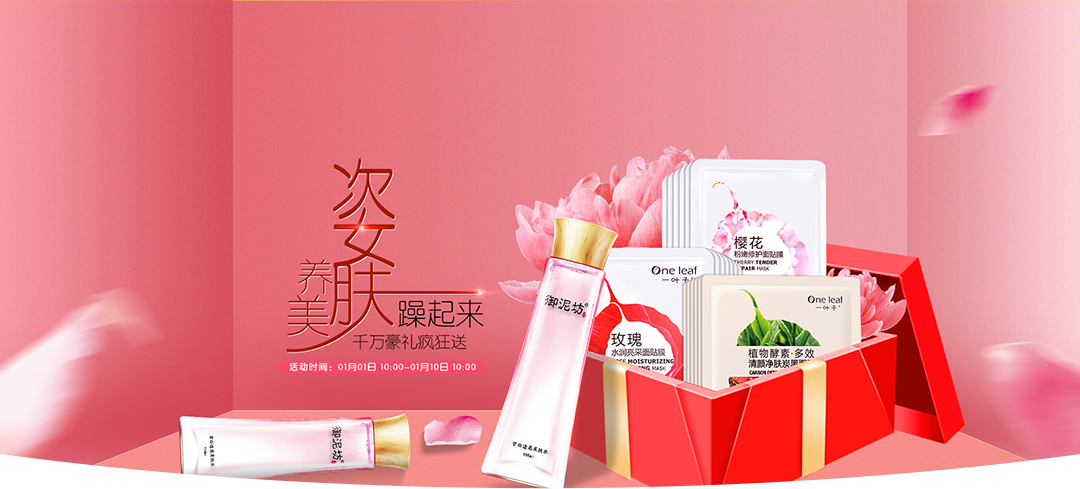 姿
养
美
肤
躁起来
千万豪礼疯狂送
活动时间：01月01日 10:00-01月10日 10:00
御泥坊
御泥坊
樱花
粉嫩修护面贴膜
CHERRY TENDER
PAIR MASK
One leaf
一叶子
玫瑰
水润亮采面贴膜
MOISTURIZING
MASK
One leaf
一叶子
植物酵素·多效
清颜净肤炭黑面
CARBON DETO